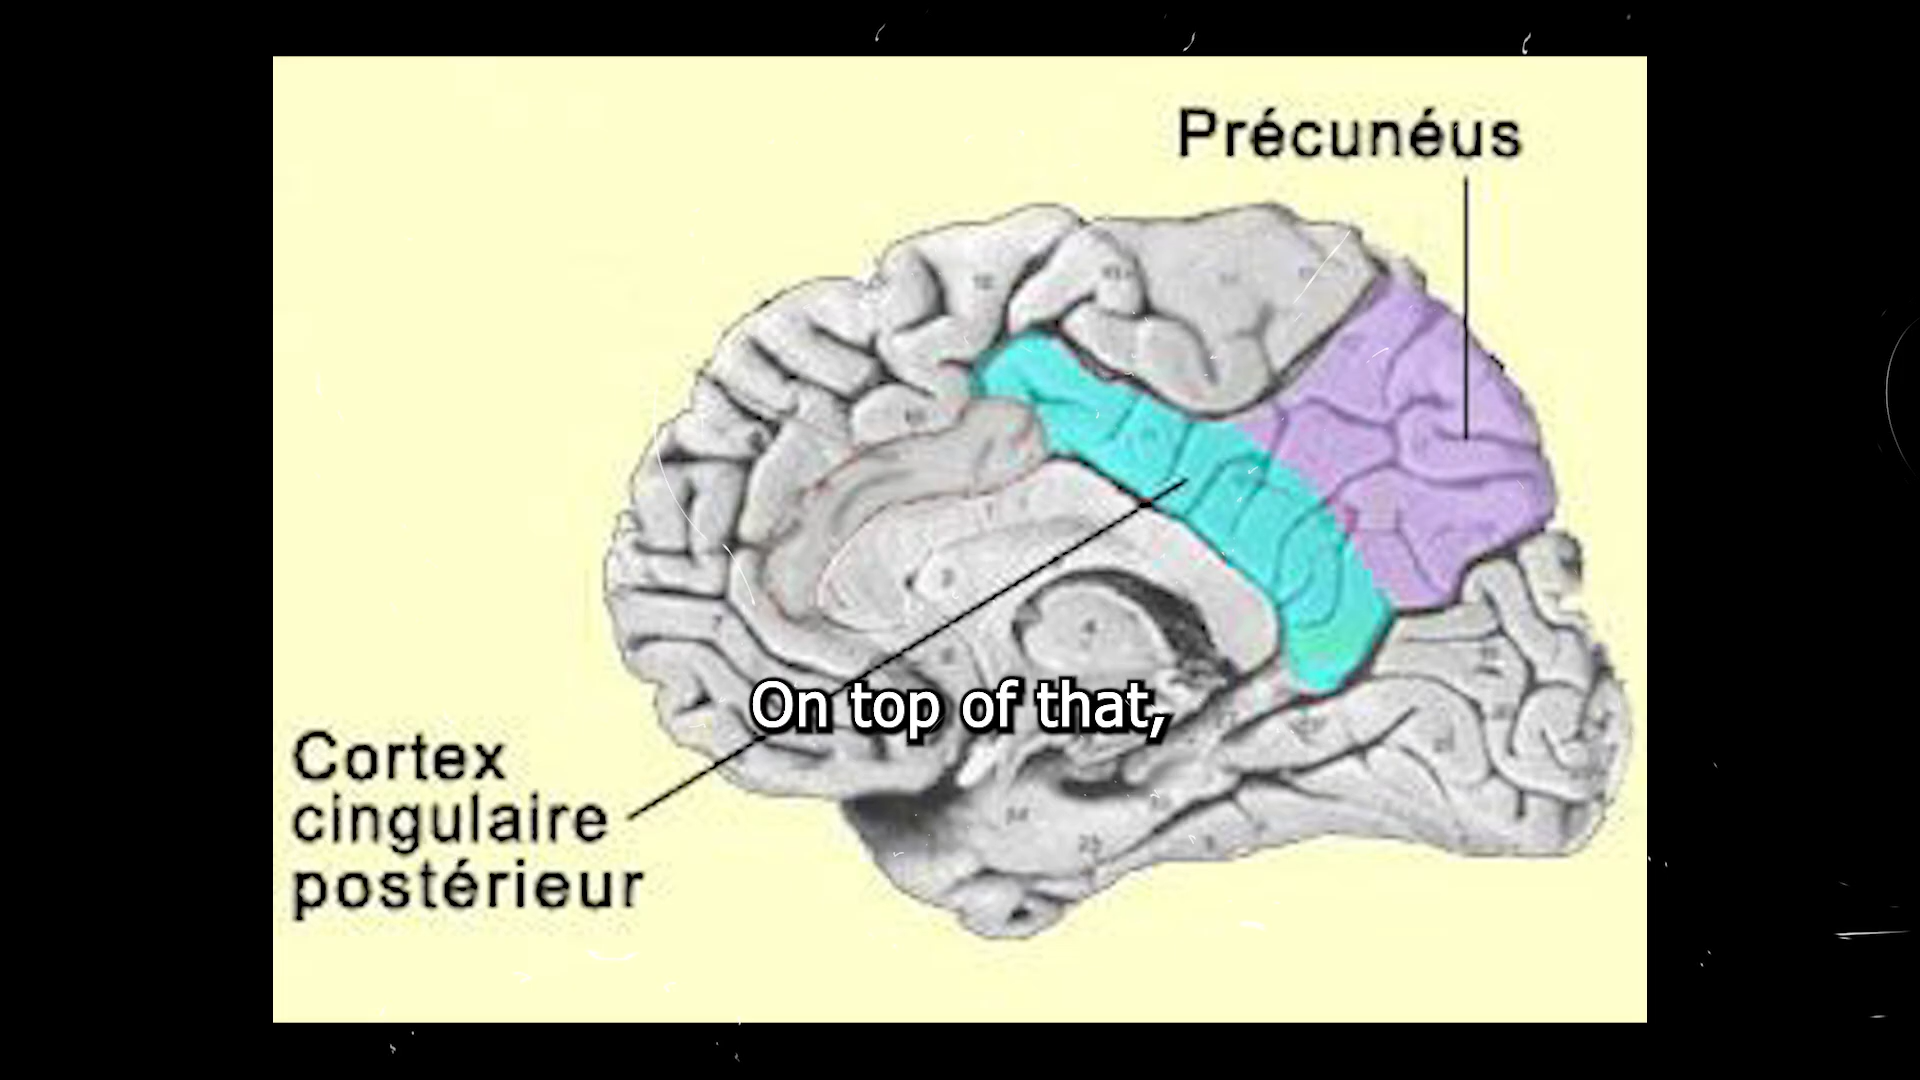 Précunéus
On top of that,
Cortex
cingulaire
postérieur